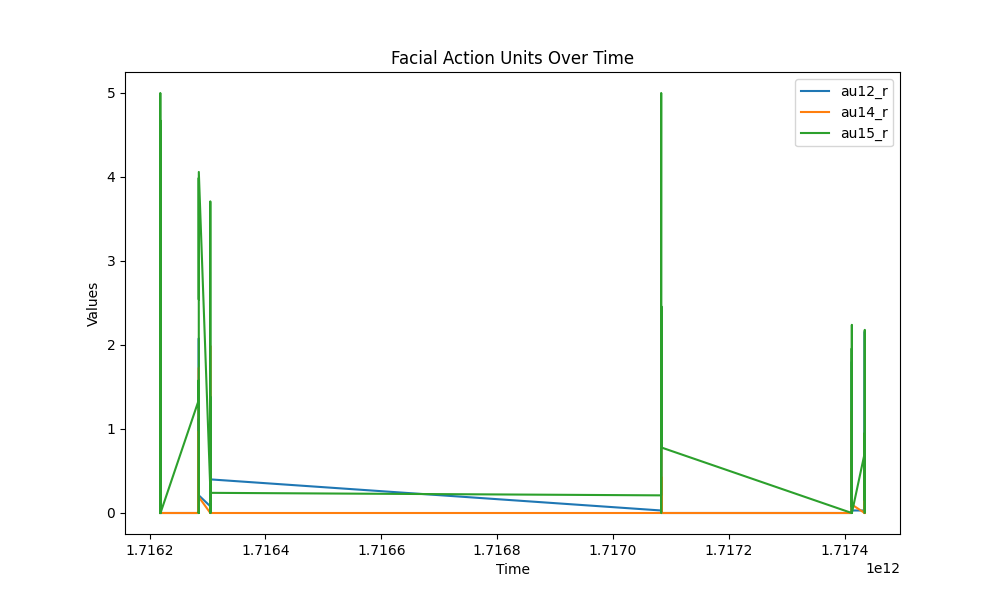 Facial Action Units Over Time
au12_r
au14_r
au15_r
5
4
3
2
1
0
Values
1.7162 1.7164 1.7166 1.7168 1.7170 1.7172 1.7174
1e12
Time